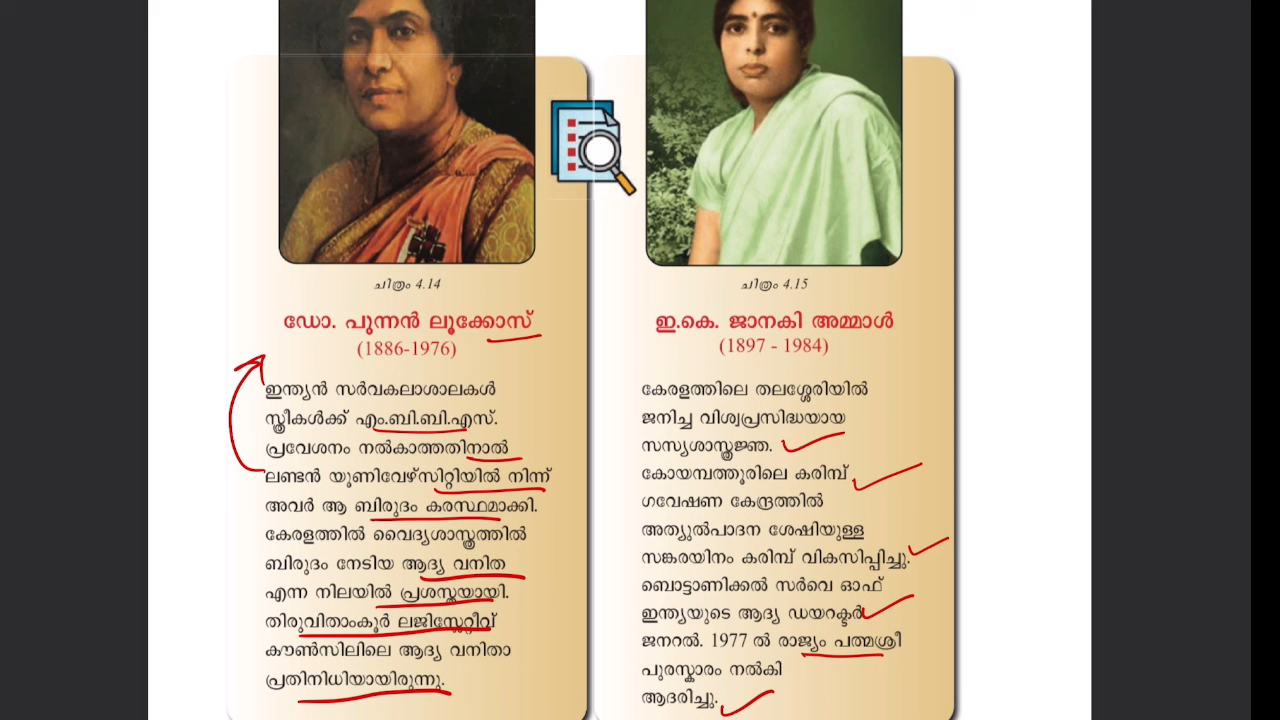 ചിത്രം 4.14
ഡോ. പുന്നൻ ലൂക്കോസ്
(1886-1976)
ഇന്ത്യൻ സർവകലാശാലകൾ
സ്ത്രീകൾക്ക് എം.ബി.ബി.എസ്.
പ്രവേശനം നൽകാത്തതിനാൽ
ലണ്ടൻ യൂണിവേഴ്സിറ്റിയിൽ നിന്ന്
അവർ ആ ബിരുദം കരസ്ഥമാക്കി.
കേരളത്തിൽ വൈദ്യശാസ്ത്രത്തിൽ
ബിരുദം നേടിയ ആദ്യ വനിത
എന്ന നിലയിൽ പ്രശസ്തയായി.
തിരുവിതാംകൂർ ലജിസ്ലേറ്റീവ്
കൗൺസിലിലെ ആദ്യ വനിതാ
പ്രതിനിധിയായിരുന്നു.
ചിത്രം 4.15
ഇ.കെ. ജാനകി അമ്മാൾ
(1897 - 1984)
കേരളത്തിലെ തലശ്ശേരിയിൽ
ജനിച്ച വിശ്വപ്രസിദ്ധയായ
സസ്യശാസ്ത്രജ്ഞ.
കോയമ്പത്തൂരിലെ കരിമ്പ്
ഗവേഷണ കേന്ദ്രത്തിൽ
അത്യുൽപാദന ശേഷിയുള്ള
സങ്കരയിനം കരിമ്പ് വികസിപ്പിച്ചു.
ബൊട്ടാണിക്കൽ സർവെ ഓഫ്
ഇന്ത്യയുടെ ആദ്യ ഡയറക്ടർ
ജനറൽ. 1977 ൽ രാജ്യം പത്മശ്രീ
പുരസ്കാരം നൽകി
ആദരിച്ചു.